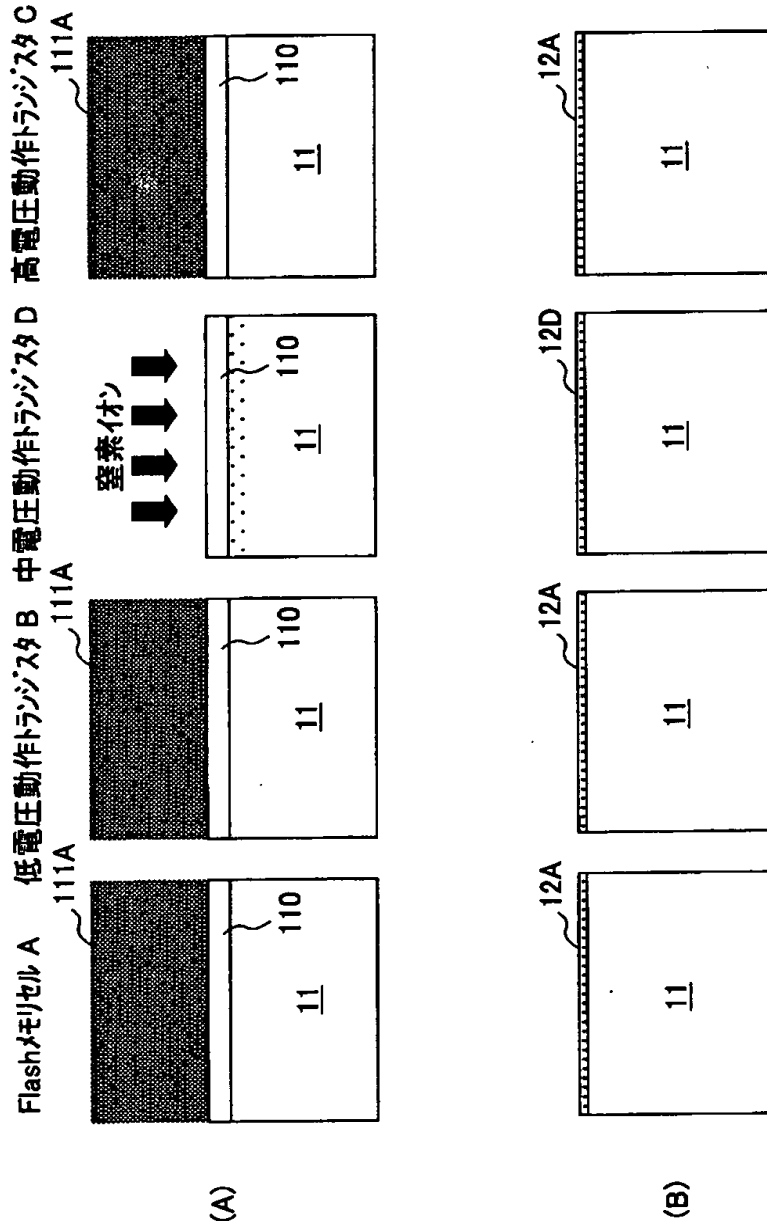 Flashメモリセル A
低電圧動作トランジスタ B
中電圧動作トランジスタ D
高電圧動作トランジスタ C
(A)
111A
110
11
111A
110
11
窒素イオン
110
11
111A
110
11
(B)
12A
11
12A
11
12D
11
12A
11